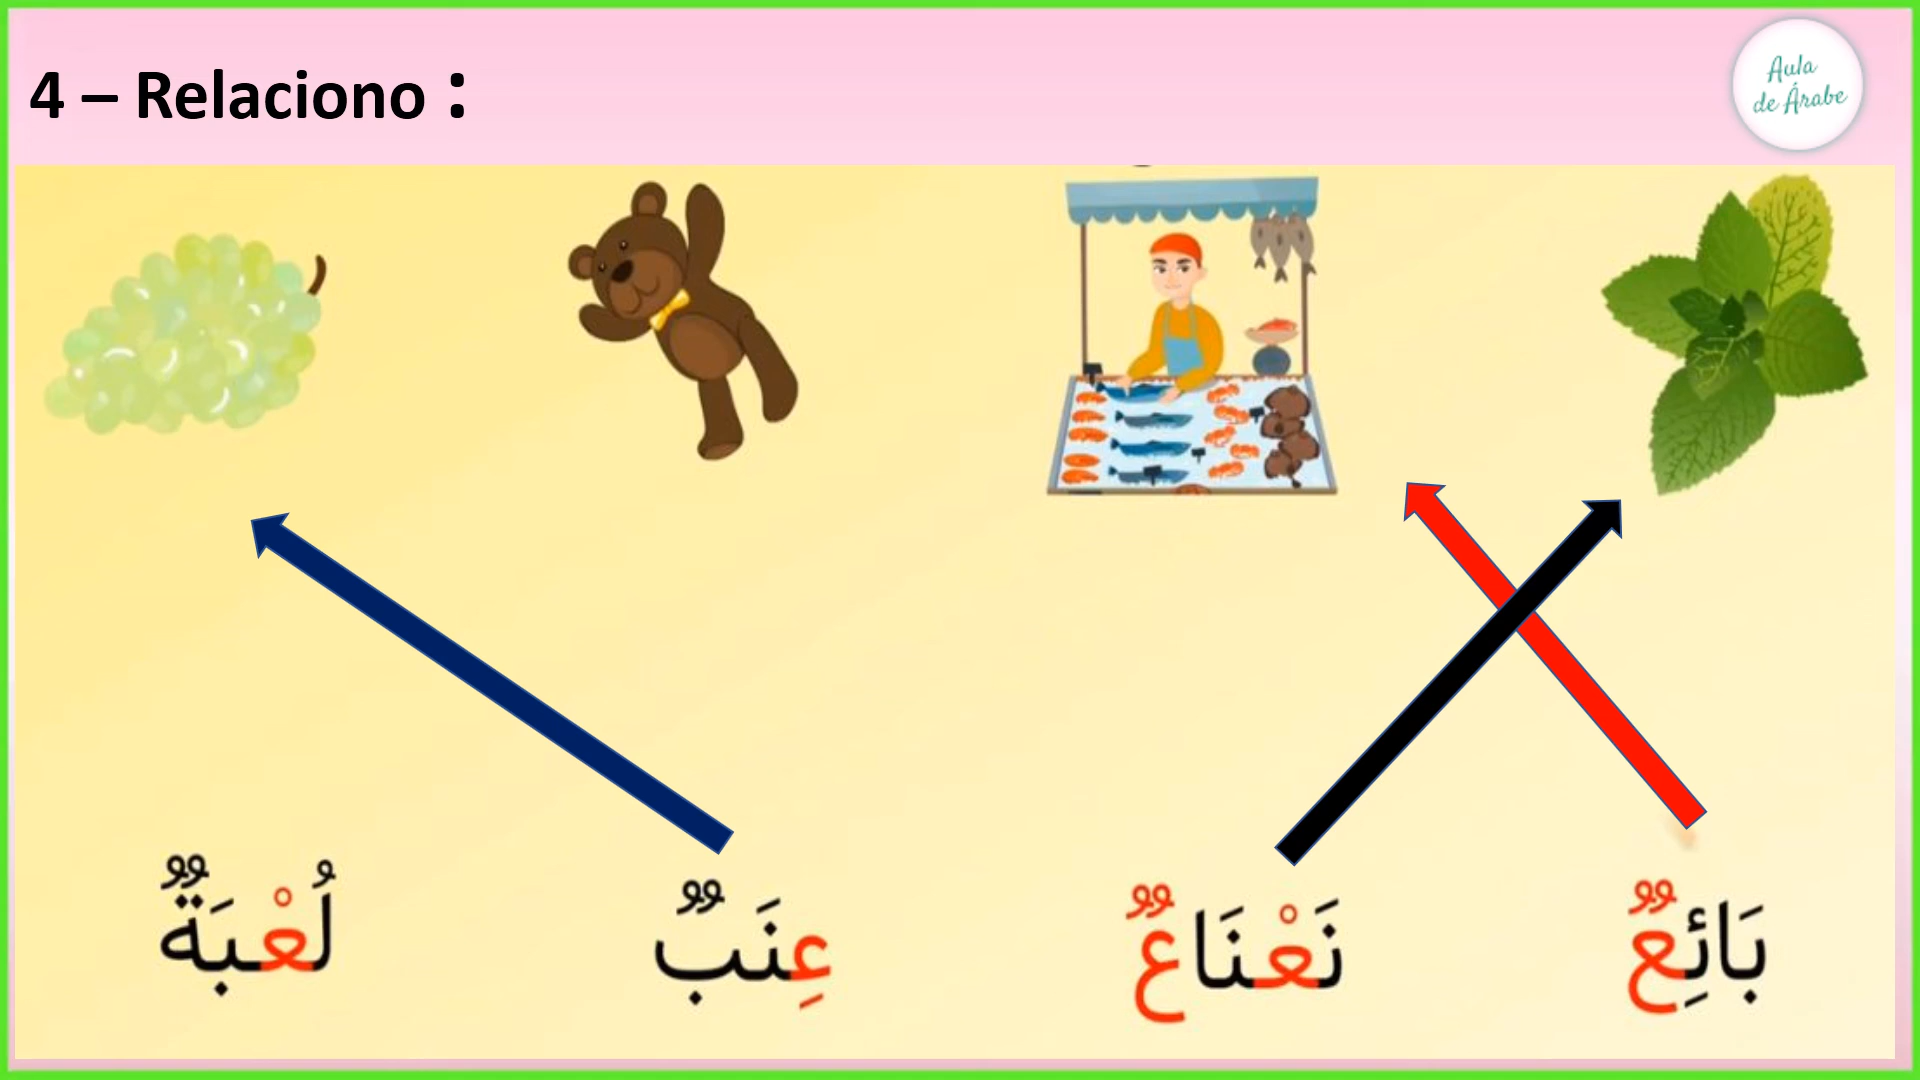 4 – Relaciono :
Aula
de Árabe
بَائِعٌ نَعْنَاعٌ عِنَبٌ لُعْبَةٌ